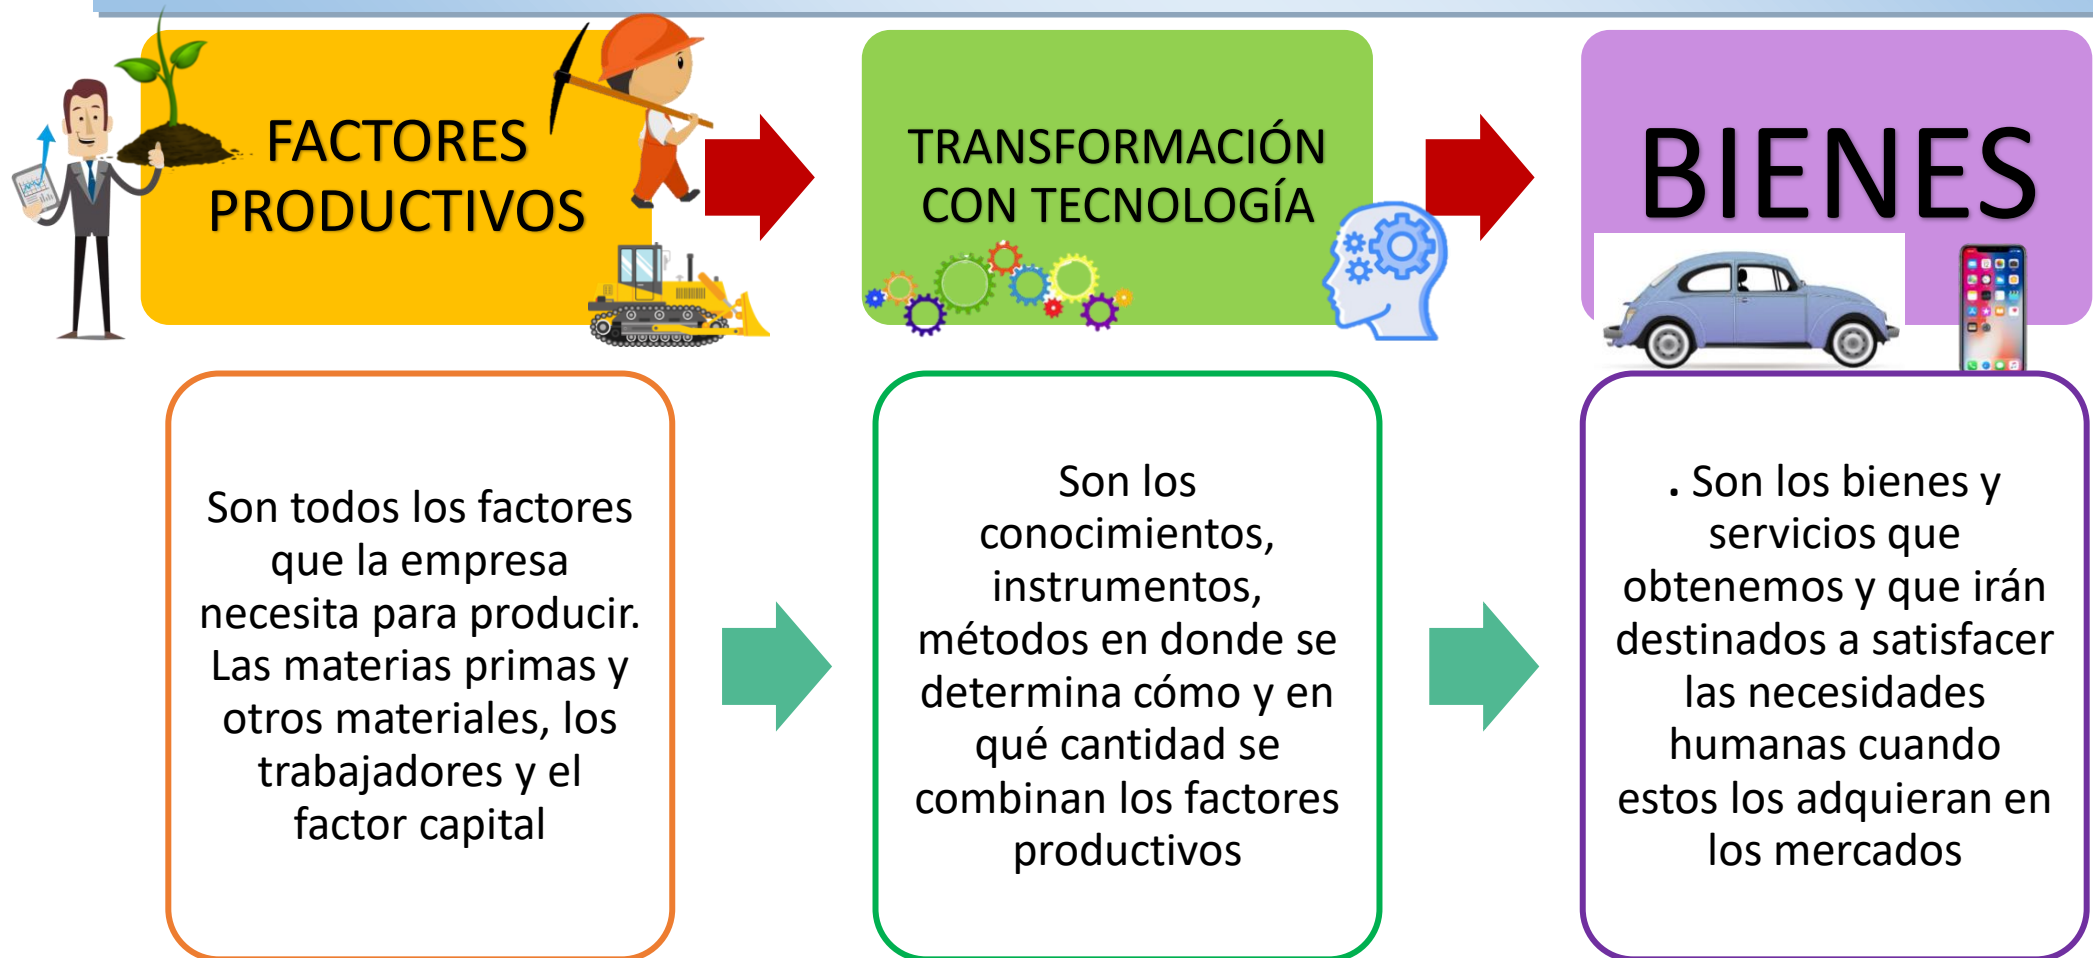 FACTORES
PRODUCTIVOS
TRANSFORMACIÓN
CON TECNOLOGÍA
BIENES
Son todos los factores
que la empresa
necesita para producir.
Las materias primas y
otros materiales, los
trabajadores y el
factor capital
Son los
conocimientos,
instrumentos,
métodos en donde se
determina cómo y en
qué cantidad se
combinan los factores
productivos
. Son los bienes y
servicios que
obtenemos y que irán
destinados a satisfacer
las necesidades
humanas cuando
estos los adquieran en
los mercados